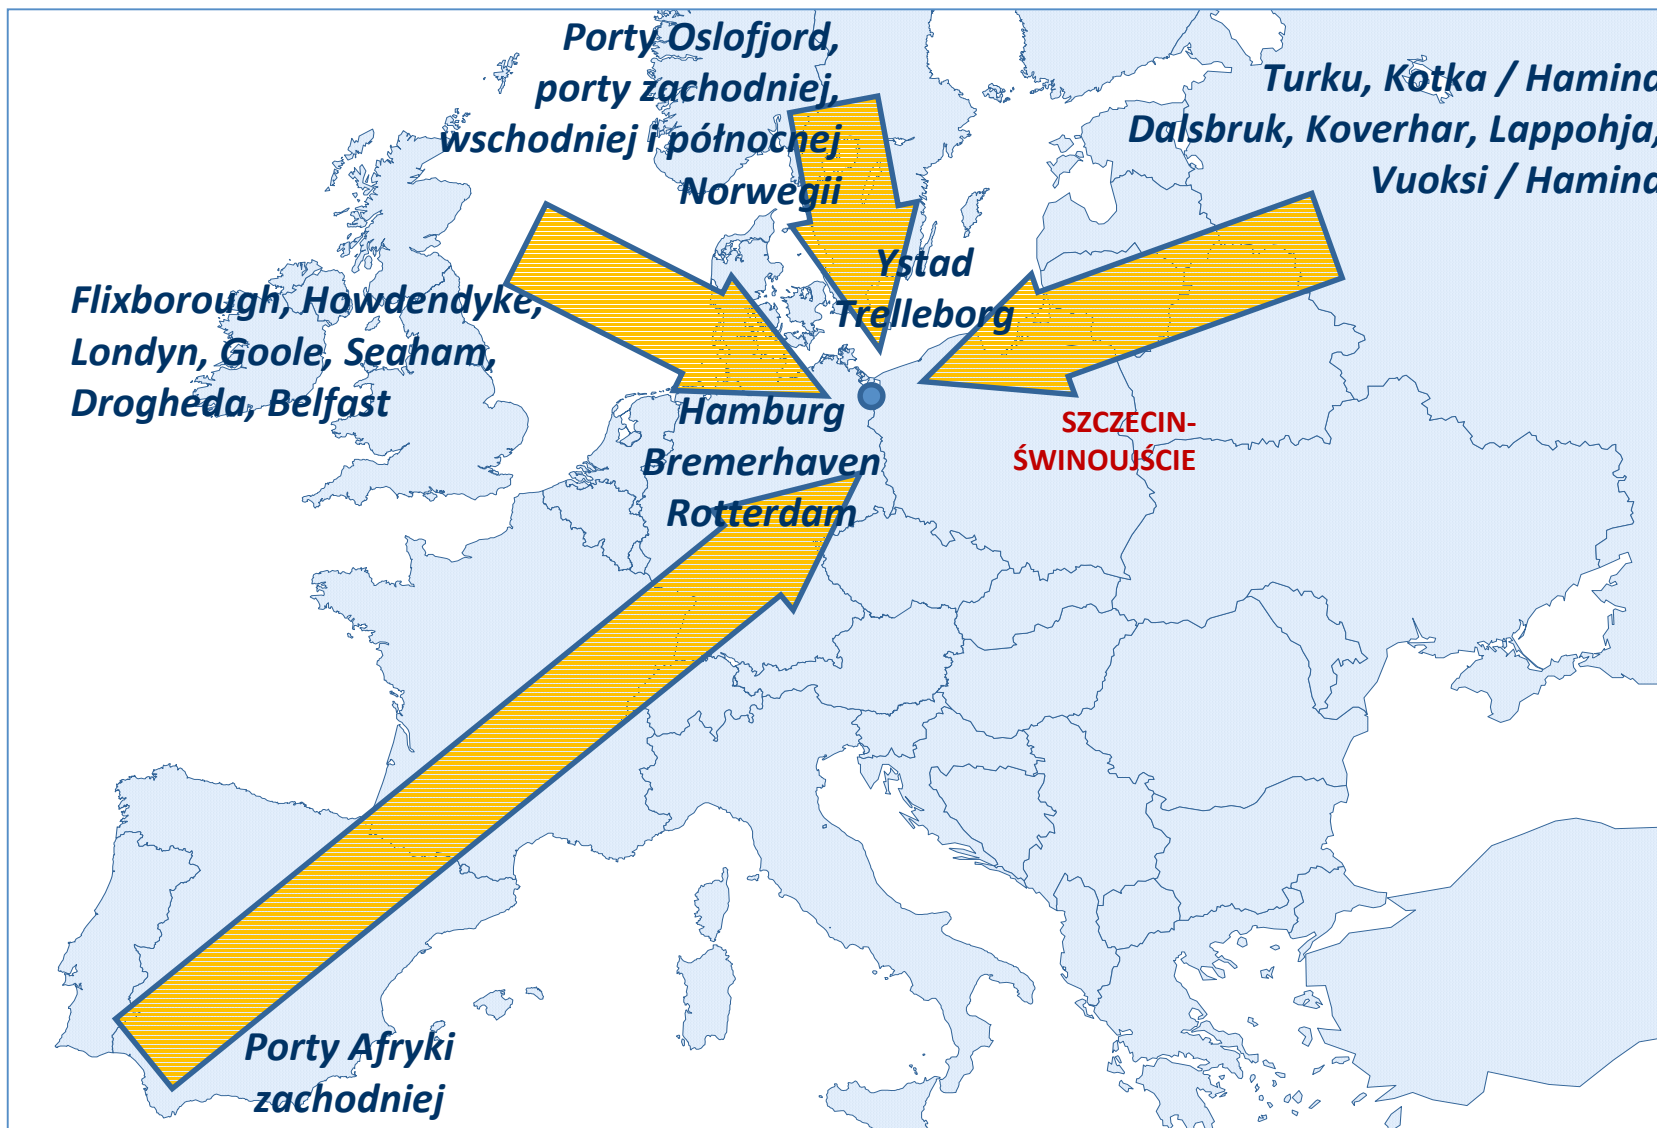 Porty Oslofjord,
porty zachodniej,
wschodniej i północnej
Norwegii
Turku, Kotka / Hamina
Dalsbruk, Koverhar, Lappohja,
Vuoksi / Hamina
Ystad
Trelleborg
Flixborough, Howdendyke,
Londyn, Goole, Seaham,
Drogheda, Belfast
Hamburg
Bremerhaven
Rotterdam
SZCZECIN-
ŚWINOUJŚCIE
Porty Afryki
zachodniej